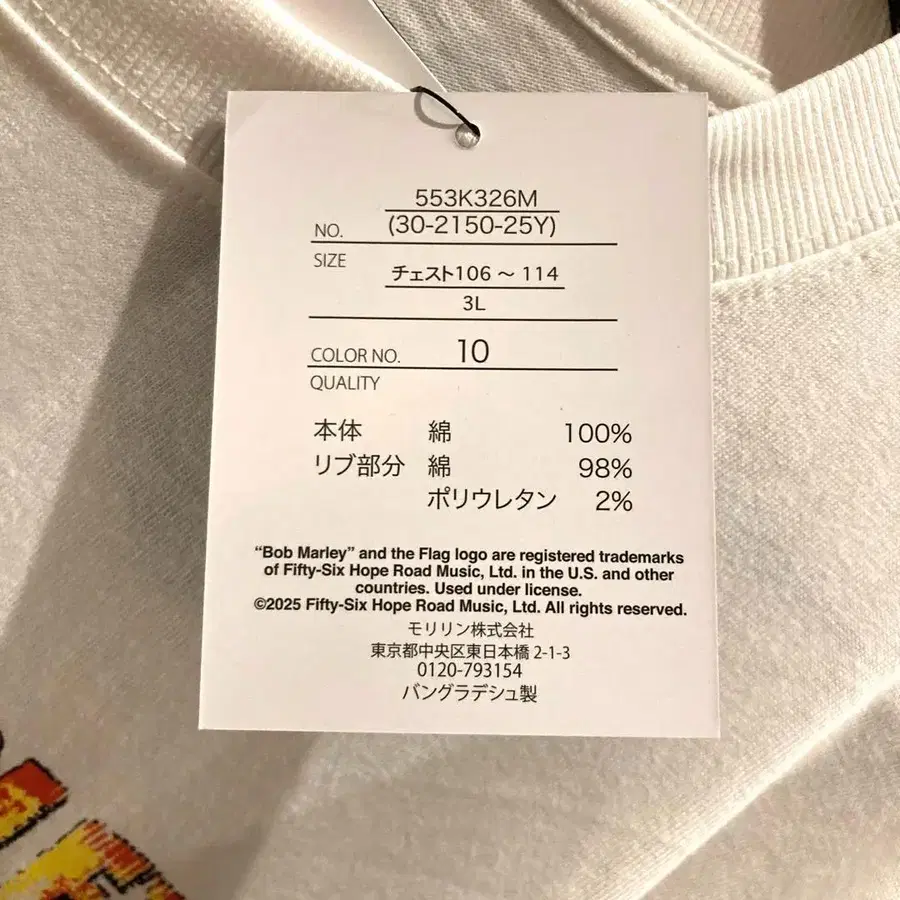 553K326M
NO. (30-2150-25Y)
SIZE
チェスト106 ～ 114
3L
COLOR NO. 10
QUALITY
本体 綿 100%
リブ部分 綿 98%
ポリウレタン 2%
“Bob Marley” and the Flag logo are registered trademarks
of Fifty-Six Hope Road Music, Ltd. in the U.S. and other
countries. Used under license.
©2025 Fifty-Six Hope Road Music, Ltd. All rights reserved.
モリリン株式会社
東京都中央区東日本橋 2-1-3
0120-793154
バングラデシュ製